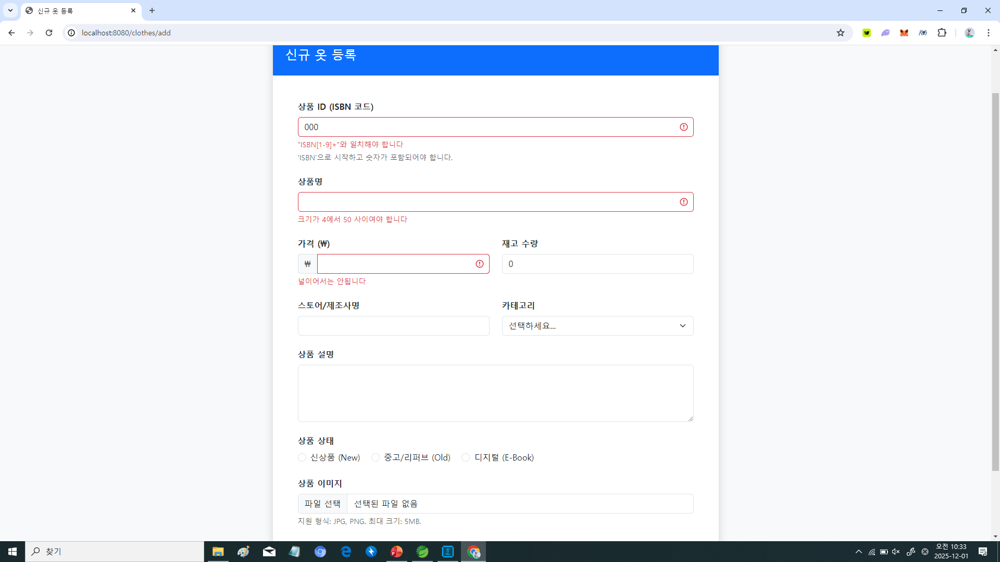 신규 옷 등록
localhost:8080/clothes/add
신규 옷 등록
상품 ID (ISBN 코드)
000
"ISBN[1-9]+"와 일치해야 합니다
'ISBN'으로 시작하고 숫자가 포함되어야 합니다.
상품명
크기가 4에서 50 사이여야 합니다
가격 (₩)
재고 수량
₩
0
널이어서는 안됩니다
스토어/제조사명
카테고리
선택하세요...
상품 설명
상품 상태
신상품 (New)
중고/리퍼브 (Old)
디지털 (E-Book)
상품 이미지
파일 선택
선택된 파일 없음
지원 형식: JPG, PNG. 최대 크기: 5MB.
찾기
오전 10:33
2025-12-01